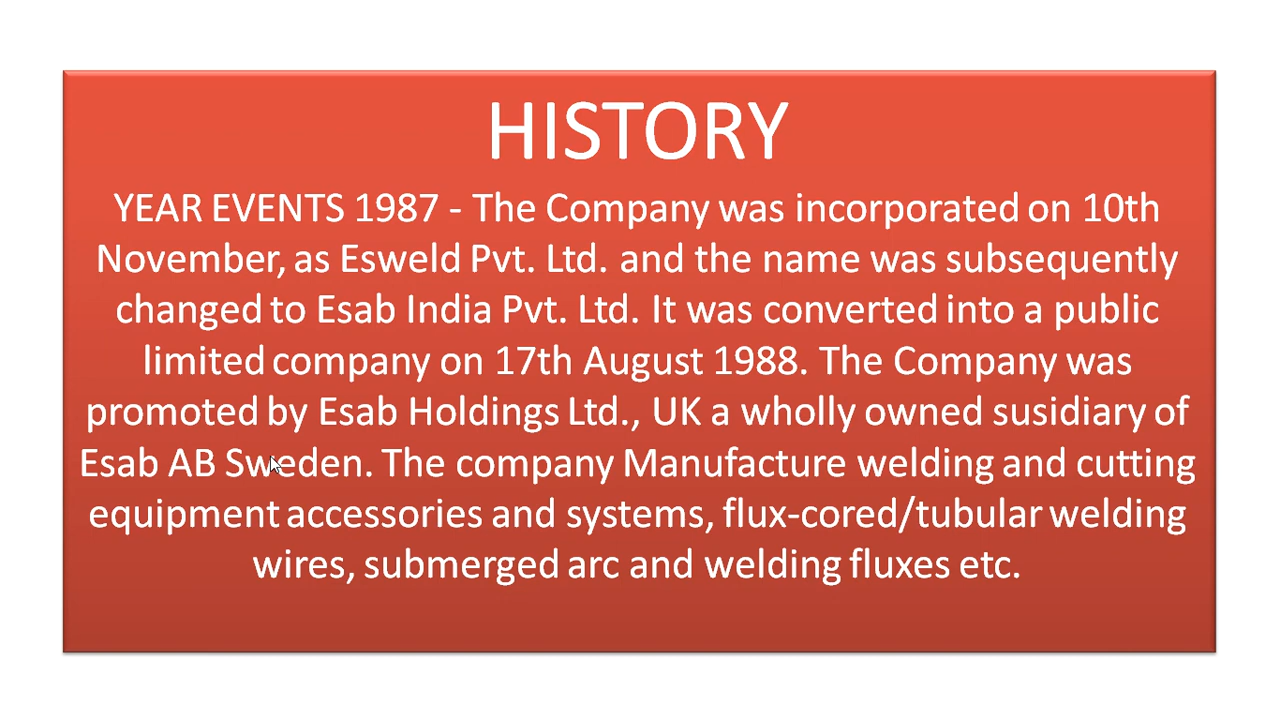 HISTORY
YEAR EVENTS 1987 - The Company was incorporated on 10th
November, as Esweld Pvt. Ltd. and the name was subsequently
changed to Esab India Pvt. Ltd. It was converted into a public
limited company on 17th August 1988. The Company was
promoted by Esab Holdings Ltd., UK a wholly owned susidiary of
Esab AB Sweden. The company Manufacture welding and cutting
equipment accessories and systems, flux-cored/tubular welding
wires, submerged arc and welding fluxes etc.